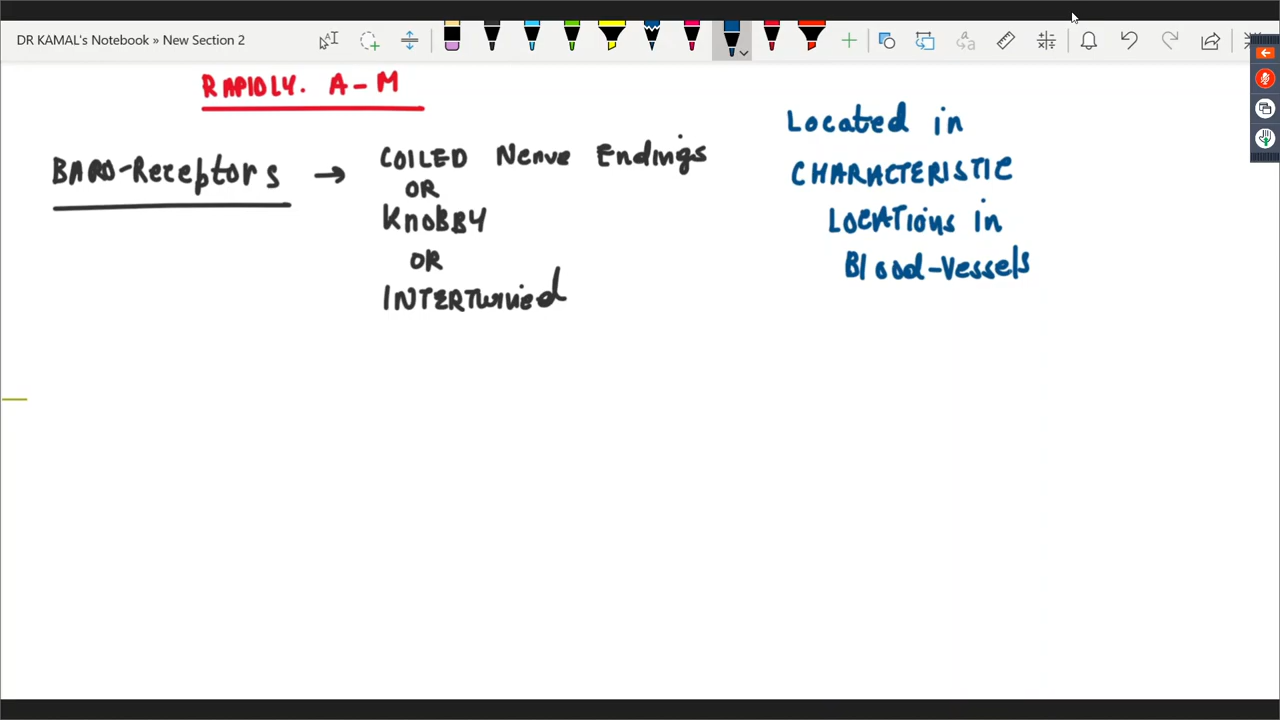 DR KAMAL's Notebook » New Section 2
RAPIDLY. A-M
BARO-Receptors → COILED Nerve Endings
OR
KNOBBY
OR
INTERTwinied
Located in
CHARACTERISTIC
LOCATions in
Blood-Vessels